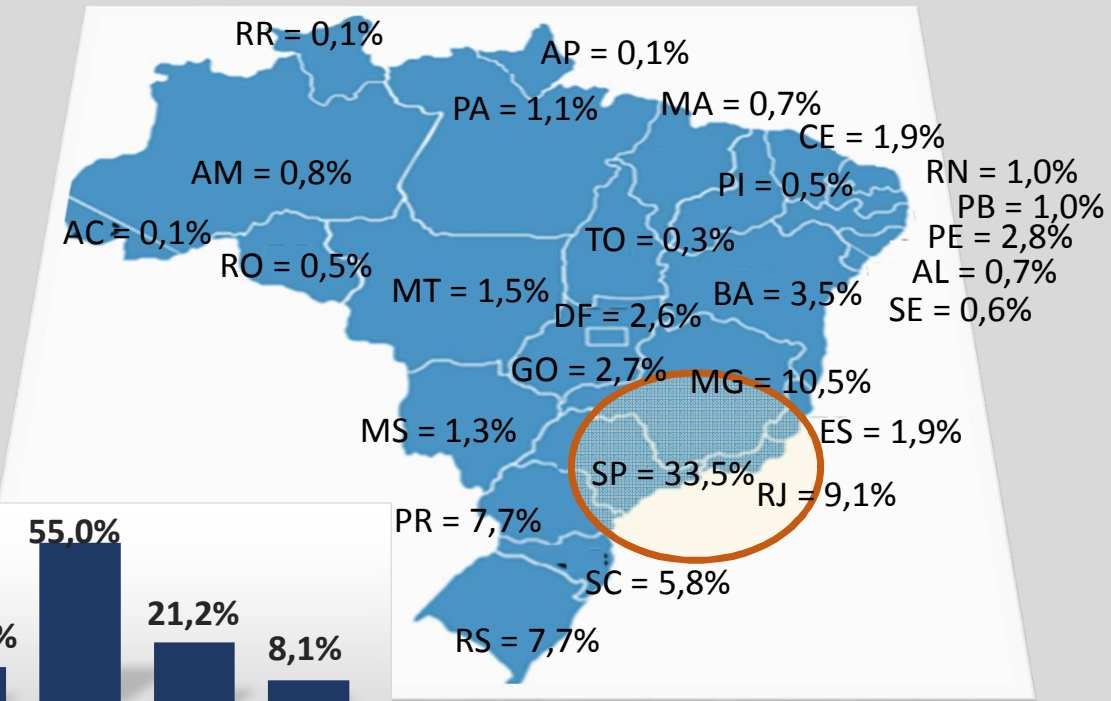 RR = 0,1%
AP = 0,1%
PA = 1,1%
MA = 0,7%
CE = 1,9%
AM = 0,8%
PI = 0,5%
RN = 1,0%
PB = 1,0%
AC = 0,1%
TO = 0,3%
PE = 2,8%
RO = 0,5%
AL = 0,7%
MT = 1,5%
BA = 3,5%
SE = 0,6%
DF = 2,6%
GO = 2,7%
MG = 10,5%
MS = 1,3%
ES = 1,9%
SP = 33,5%
RJ = 9,1%
PR = 7,7%
SC = 5,8%
RS = 7,7%
55,0%
21,2%
%
8,1%